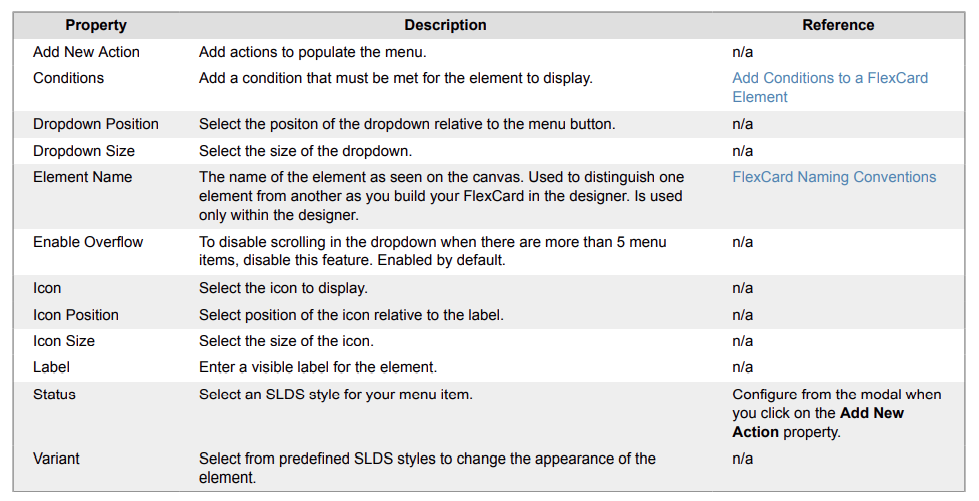 Property Description Reference
Add New Action Add actions to populate the menu. n/a
Conditions Add a condition that must be met for the element to display. Add Conditions to a FlexCard
Element
Dropdown Position Select the positon of the dropdown relative to the menu button. n/a
Dropdown Size Select the size of the dropdown. n/a
Element Name The name of the element as seen on the canvas. Used to distinguish one FlexCard Naming Conventions
element from another as you build your FlexCard in the designer. Is used
only within the designer.
Enable Overflow To disable scrolling in the dropdown when there are more than 5 menu n/a
items, disable this feature. Enabled by default.
Icon Select the icon to display. n/a
Icon Position Select position of the icon relative to the label. n/a
Icon Size Select the size of the icon. n/a
Label Enter a visible label for the element. n/a
Status Select an SLDS style for your menu item. Configure from the modal when
you click on the Add New
Action property.
Variant Select from predefined SLDS styles to change the appearance of the n/a
element.